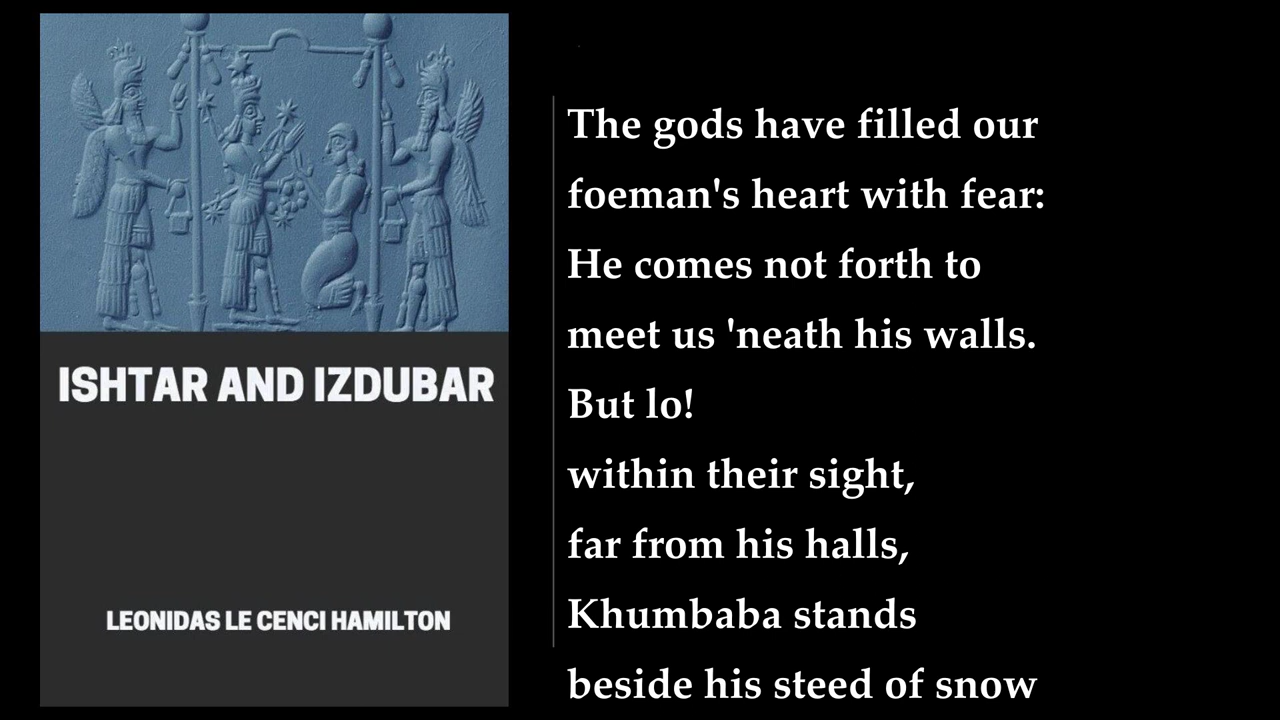 ISHTAR AND IZDUBAR
LEONIDAS LE CENCI HAMILTON
The gods have filled our
foeman's heart with fear:
He comes not forth to
meet us 'neath his walls.
But lo!
within their sight,
far from his halls,
Khumbaba stands
beside his steed of snow